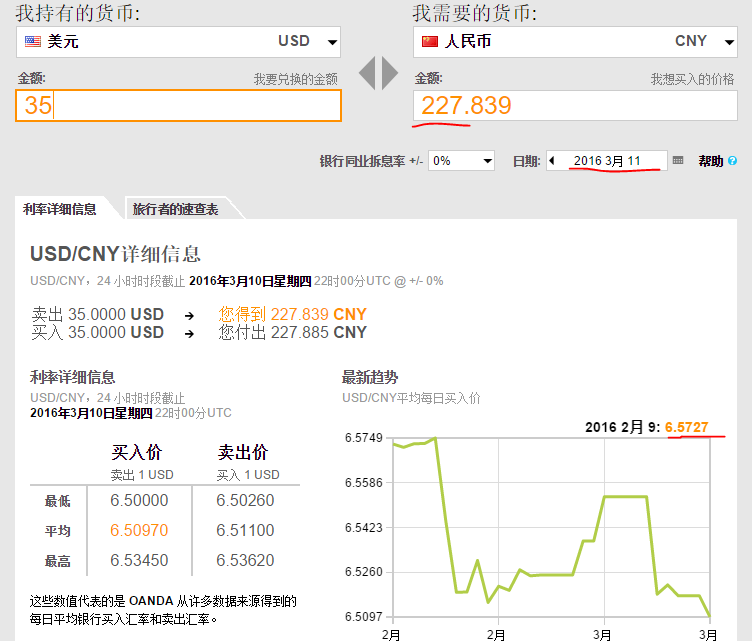 我持有的货币: 我需要的货币:
美元 USD 人民币 CNY
金额: 我要兑换的金额 金额: 我想买入的价格
35 227.839
银行同业拆息率 +/- 0% 日期: 2016 3月 11 帮助
利率详细信息 旅行者的速查表
USD/CNY详细信息
USD/CNY，24 小时时段截止 2016年3月10日星期四 22时00分UTC @ +/- 0%
卖出 35.0000 USD → 您得到 227.839 CNY
买入 35.0000 USD → 您付出 227.885 CNY
利率详细信息
USD/CNY，24 小时时段截止
2016年3月10日星期四 22时00分UTC
买入价 卖出价
卖出 1 USD 买入 1 USD
最低 6.50000 6.50260
平均 6.50970 6.51100
最高 6.53450 6.53620
这些数值代表的是 OANDA 从许多数据来源得到的
每日平均银行买入汇率和卖出汇率。
最新趋势
USD/CNY平均每日买入价
2016 2月 9: 6.5727
6.5749
6.5586
6.5423
6.5260
6.5097
2月 2月 3月 3月